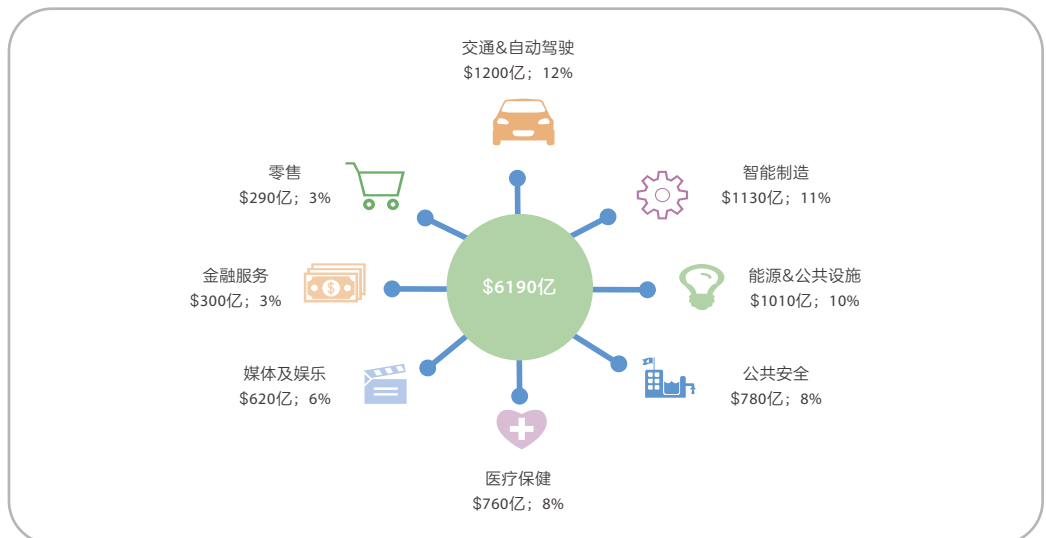 交通&自动驾驶
$1200亿；12%
零售
$290亿；3%
智能制造
$1130亿；11%
金融服务
$300亿；3%
$
$6190亿
能源&公共设施
$1010亿；10%
媒体及娱乐
$620亿；6%
公共安全
$780亿；8%
医疗保健
$760亿；8%